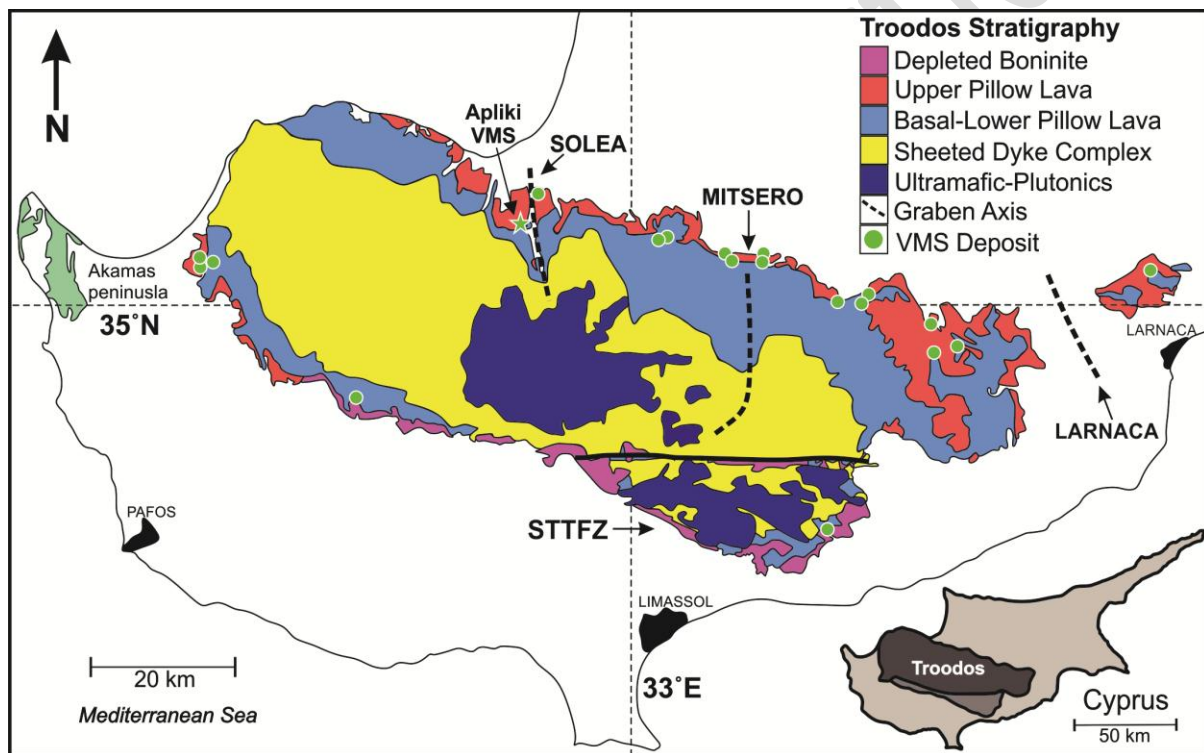 Troodos Stratigraphy
Depleted Boninite
Upper Pillow Lava
Basal-Lower Pillow Lava
Sheeted Dyke Complex
Ultramafic-Plutonics
Graben Axis
VMS Deposit
N
Apliki
VMS
SOLEA
MITSERO
Akamas
peninusla
35°N
LARNACA
LARNACA
PAFOS
STTFZ
LIMASSOL
33°E
20 km
Mediterranean Sea
Troodos
Cyprus
50 km